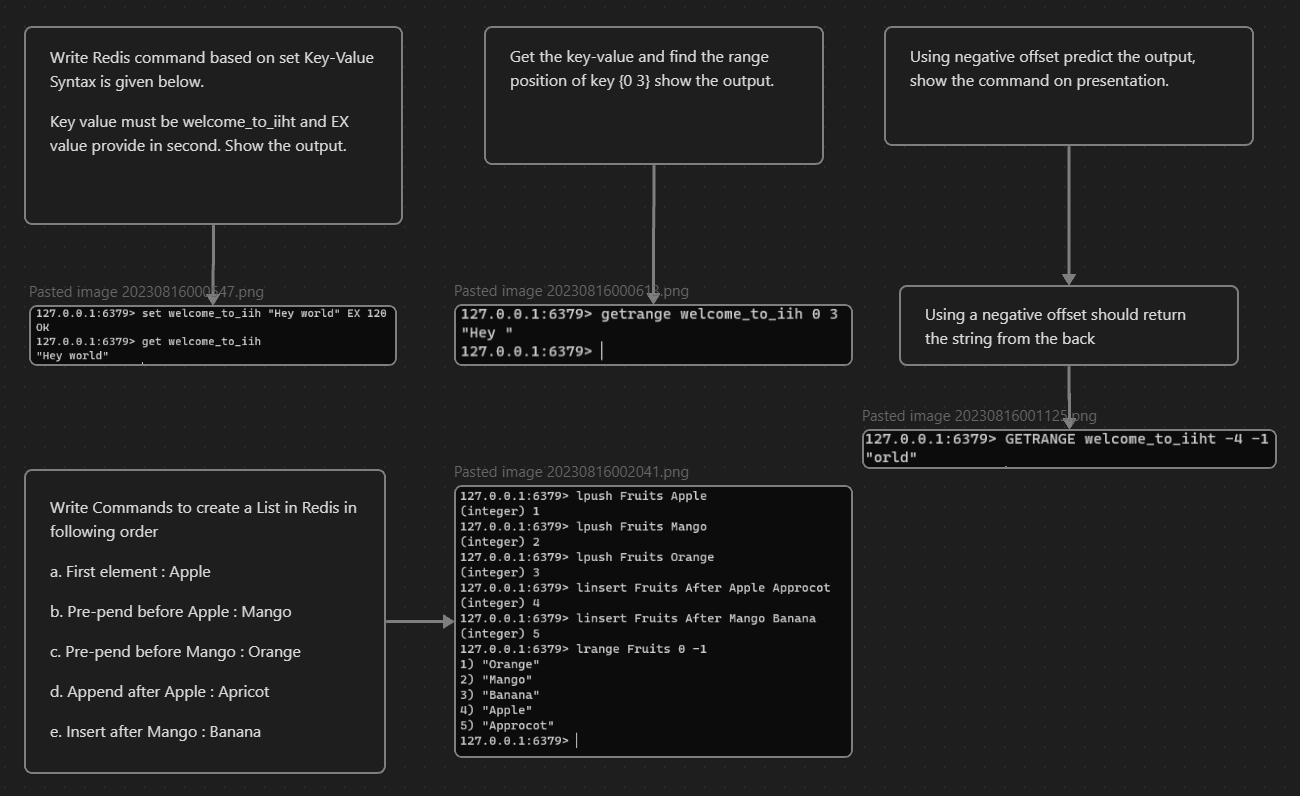 Write Redis command based on set Key-Value
Syntax is given below.
Key value must be welcome_to_iiht and EX
value provide in second. Show the output.
Pasted image 20230816000547.png
127.0.0.1:6379> set welcome_to_iih "Hey world" EX 120
OK
127.0.0.1:6379> get welcome_to_iih
"Hey world"
Get the key-value and find the range
position of key {0 3} show the output.
Pasted image 20230816000618.png
127.0.0.1:6379> getrange welcome_to_iih 0 3
"Hey "
127.0.0.1:6379>
Using negative offset predict the output,
show the command on presentation.
Using a negative offset should return
the string from the back
Pasted image 20230816001125.png
127.0.0.1:6379> GETRANGE welcome_to_iiht -4 -1
"orld"
Write Commands to create a List in Redis in
following order
a. First element : Apple
b. Pre-pend before Apple : Mango
c. Pre-pend before Mango : Orange
d. Append after Apple : Apricot
e. Insert after Mango : Banana
Pasted image 20230816002041.png
127.0.0.1:6379> lpush Fruits Apple
(integer) 1
127.0.0.1:6379> lpush Fruits Mango
(integer) 2
127.0.0.1:6379> lpush Fruits Orange
(integer) 3
127.0.0.1:6379> linsert Fruits After Apple Approcot
(integer) 4
127.0.0.1:6379> linsert Fruits After Mango Banana
(integer) 5
127.0.0.1:6379> lrange Fruits 0 -1
1) "Orange"
2) "Mango"
3) "Banana"
4) "Apple"
5) "Approcot"
127.0.0.1:6379>